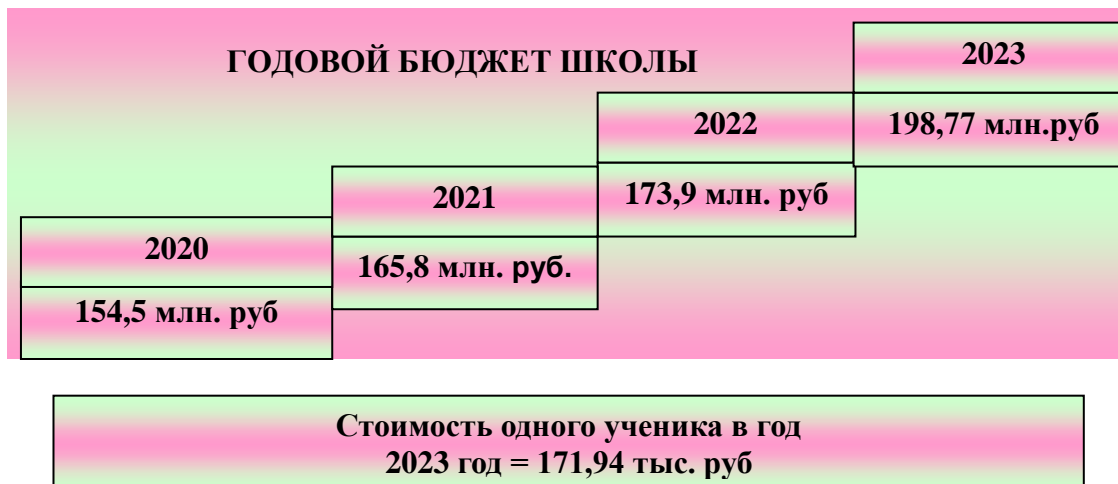 ГОДОВОЙ БЮДЖЕТ ШКОЛЫ
2020
154,5 млн. руб
2021
165,8 млн. руб.
2022
173,9 млн. руб
2023
198,77 млн.руб
Стоимость одного ученика в год
2023 год = 171,94 тыс. руб